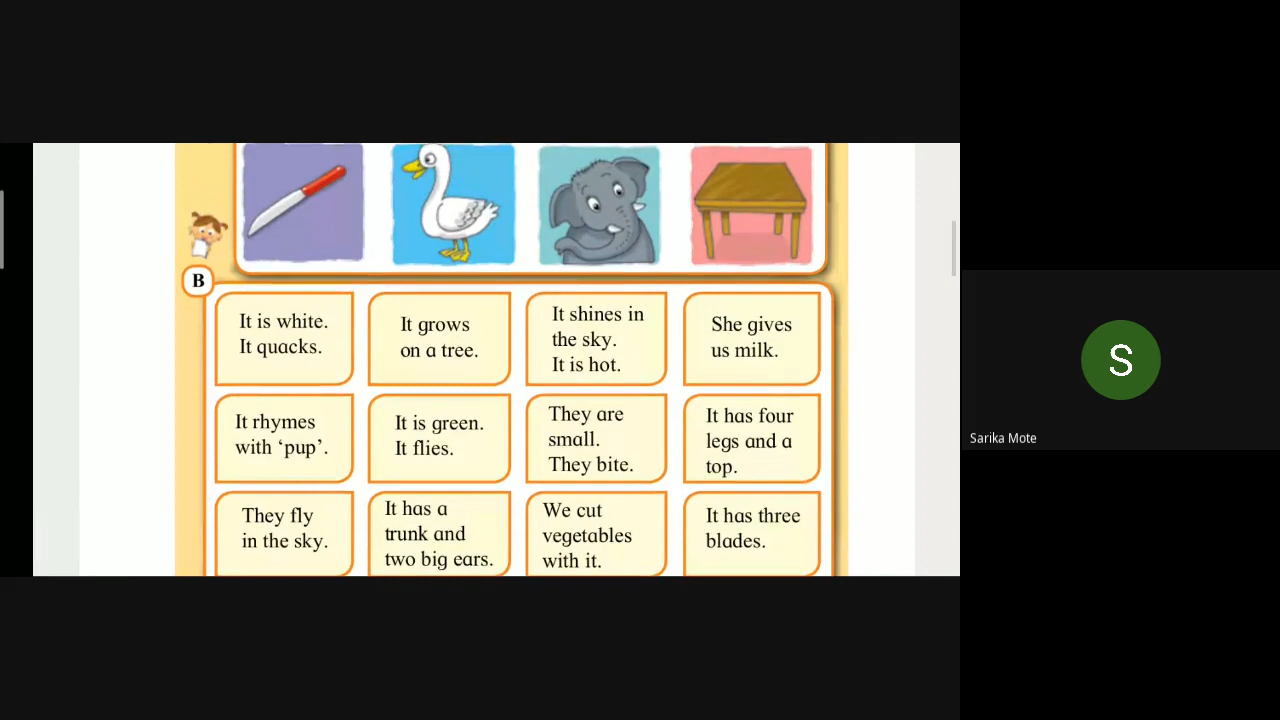 B
It is white.
It quacks.
It grows
on a tree.
It shines in
the sky.
It is hot.
She gives
us milk.
It rhymes
with ‘pup’.
It is green.
It flies.
They are
small.
They bite.
It has four
legs and a
top.
They fly
in the sky.
It has a
trunk and
two big ears.
We cut
vegetables
with it.
It has three
blades.
S
Sarika Mote